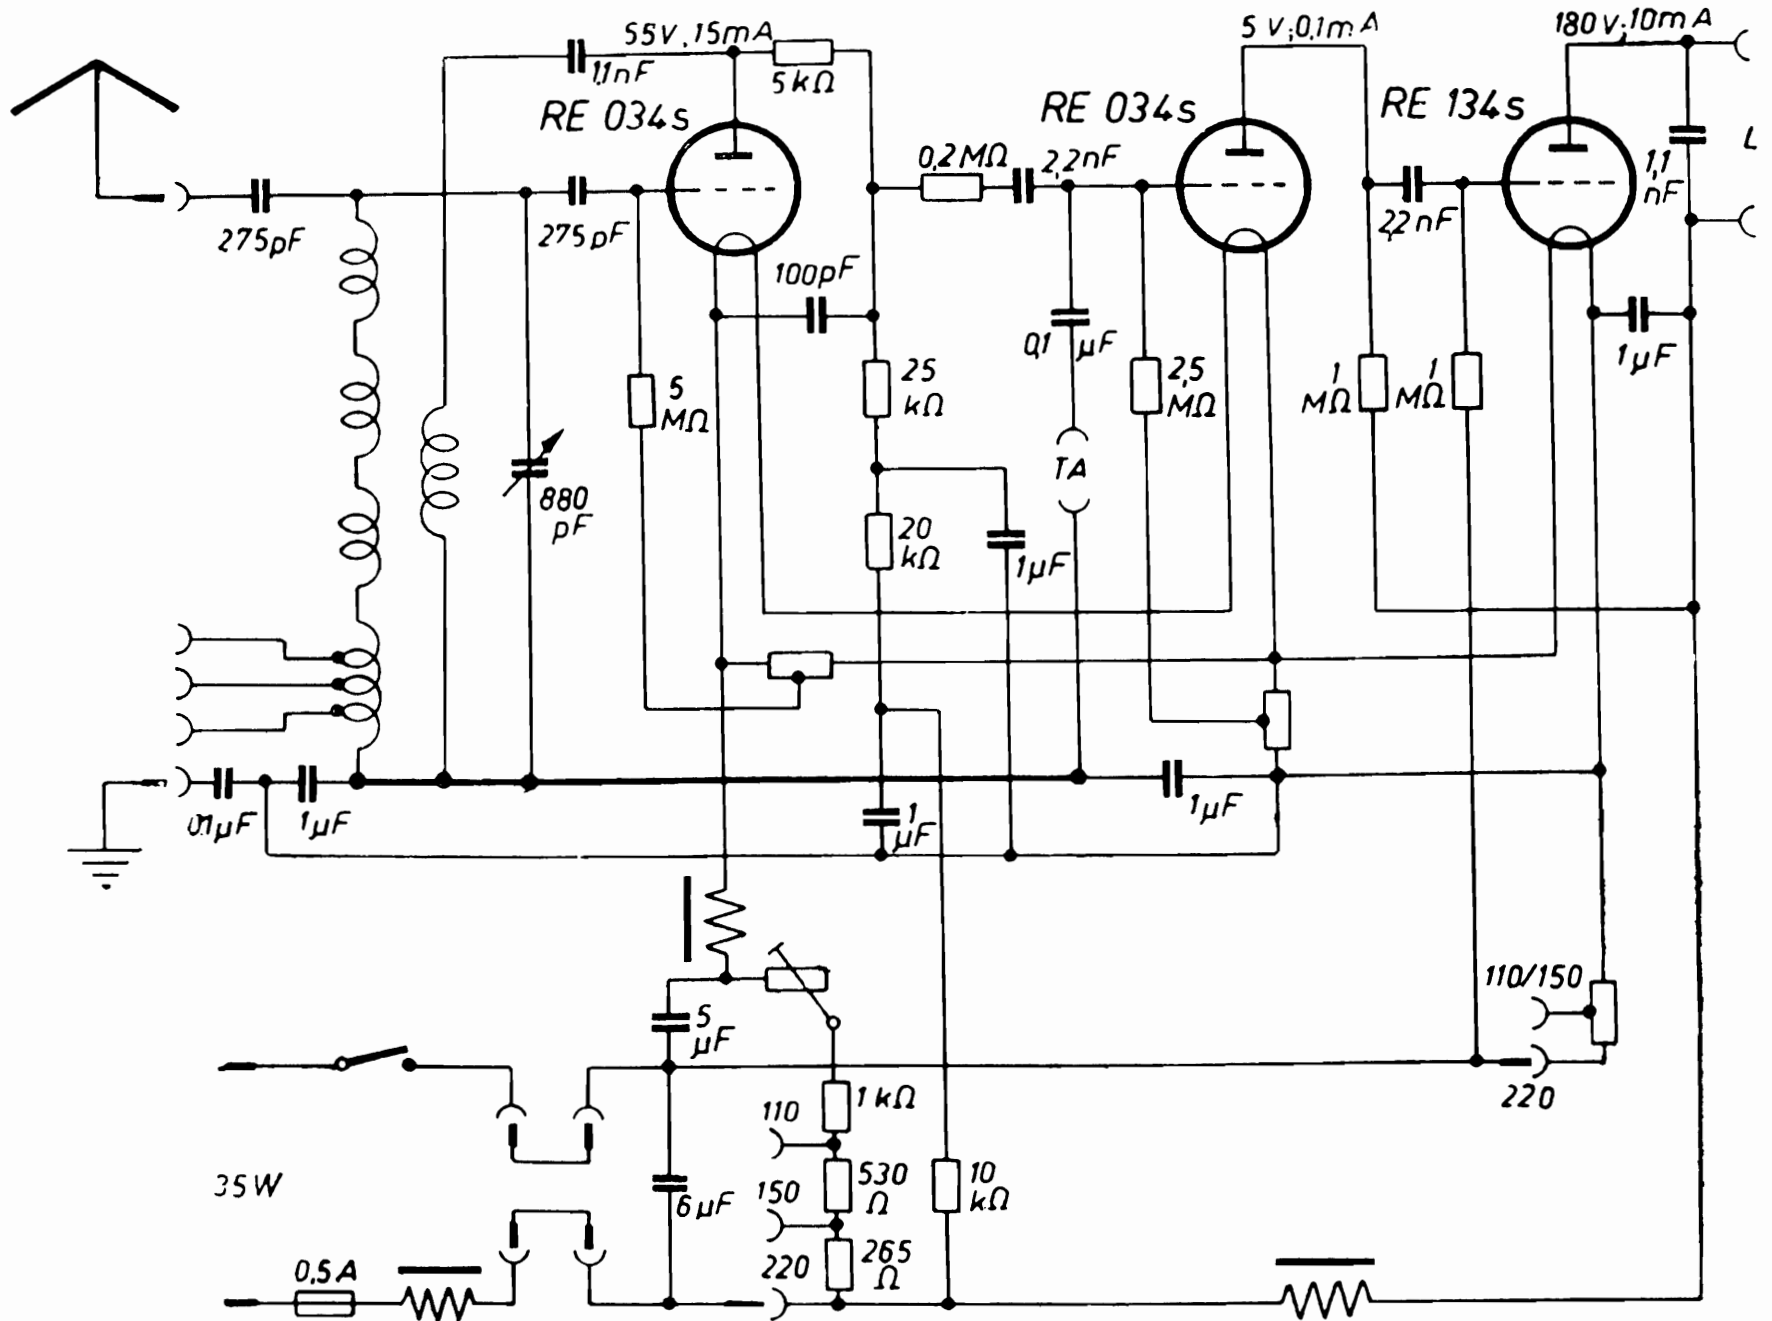 55V,15mA
5 V;0,1mA
180 V;10mA
1,1nF
5kΩ
RE 034s
RE 034s
RE 134s
0,2MΩ
2,2nF
1,1
nF
L
275pF
275pF
2,2nF
100pF
0,1 µF
1µF
25
kΩ
5
MΩ
2,5
MΩ
1
MΩ
1
MΩ
TA
880
pF
20
kΩ
1µF
0,1µF
1µF
1
µF
1µF
110/150
5
µF
220
1kΩ
110
35W
6µF
530
Ω
150
10
kΩ
0,5A
220
265
Ω